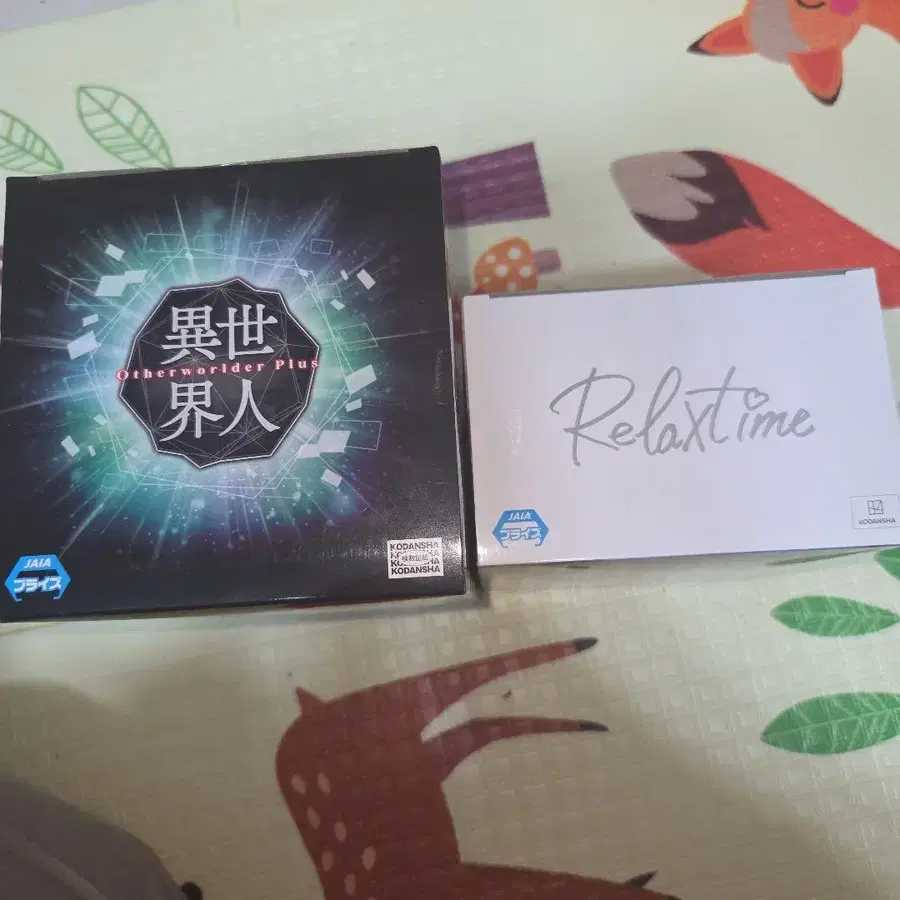 異世
Otherworlder Plus
界人
JAIA
プライズ
KODANSHA
KODANSHA
Relaxtime
JAIA
プライズ
KODANSHA